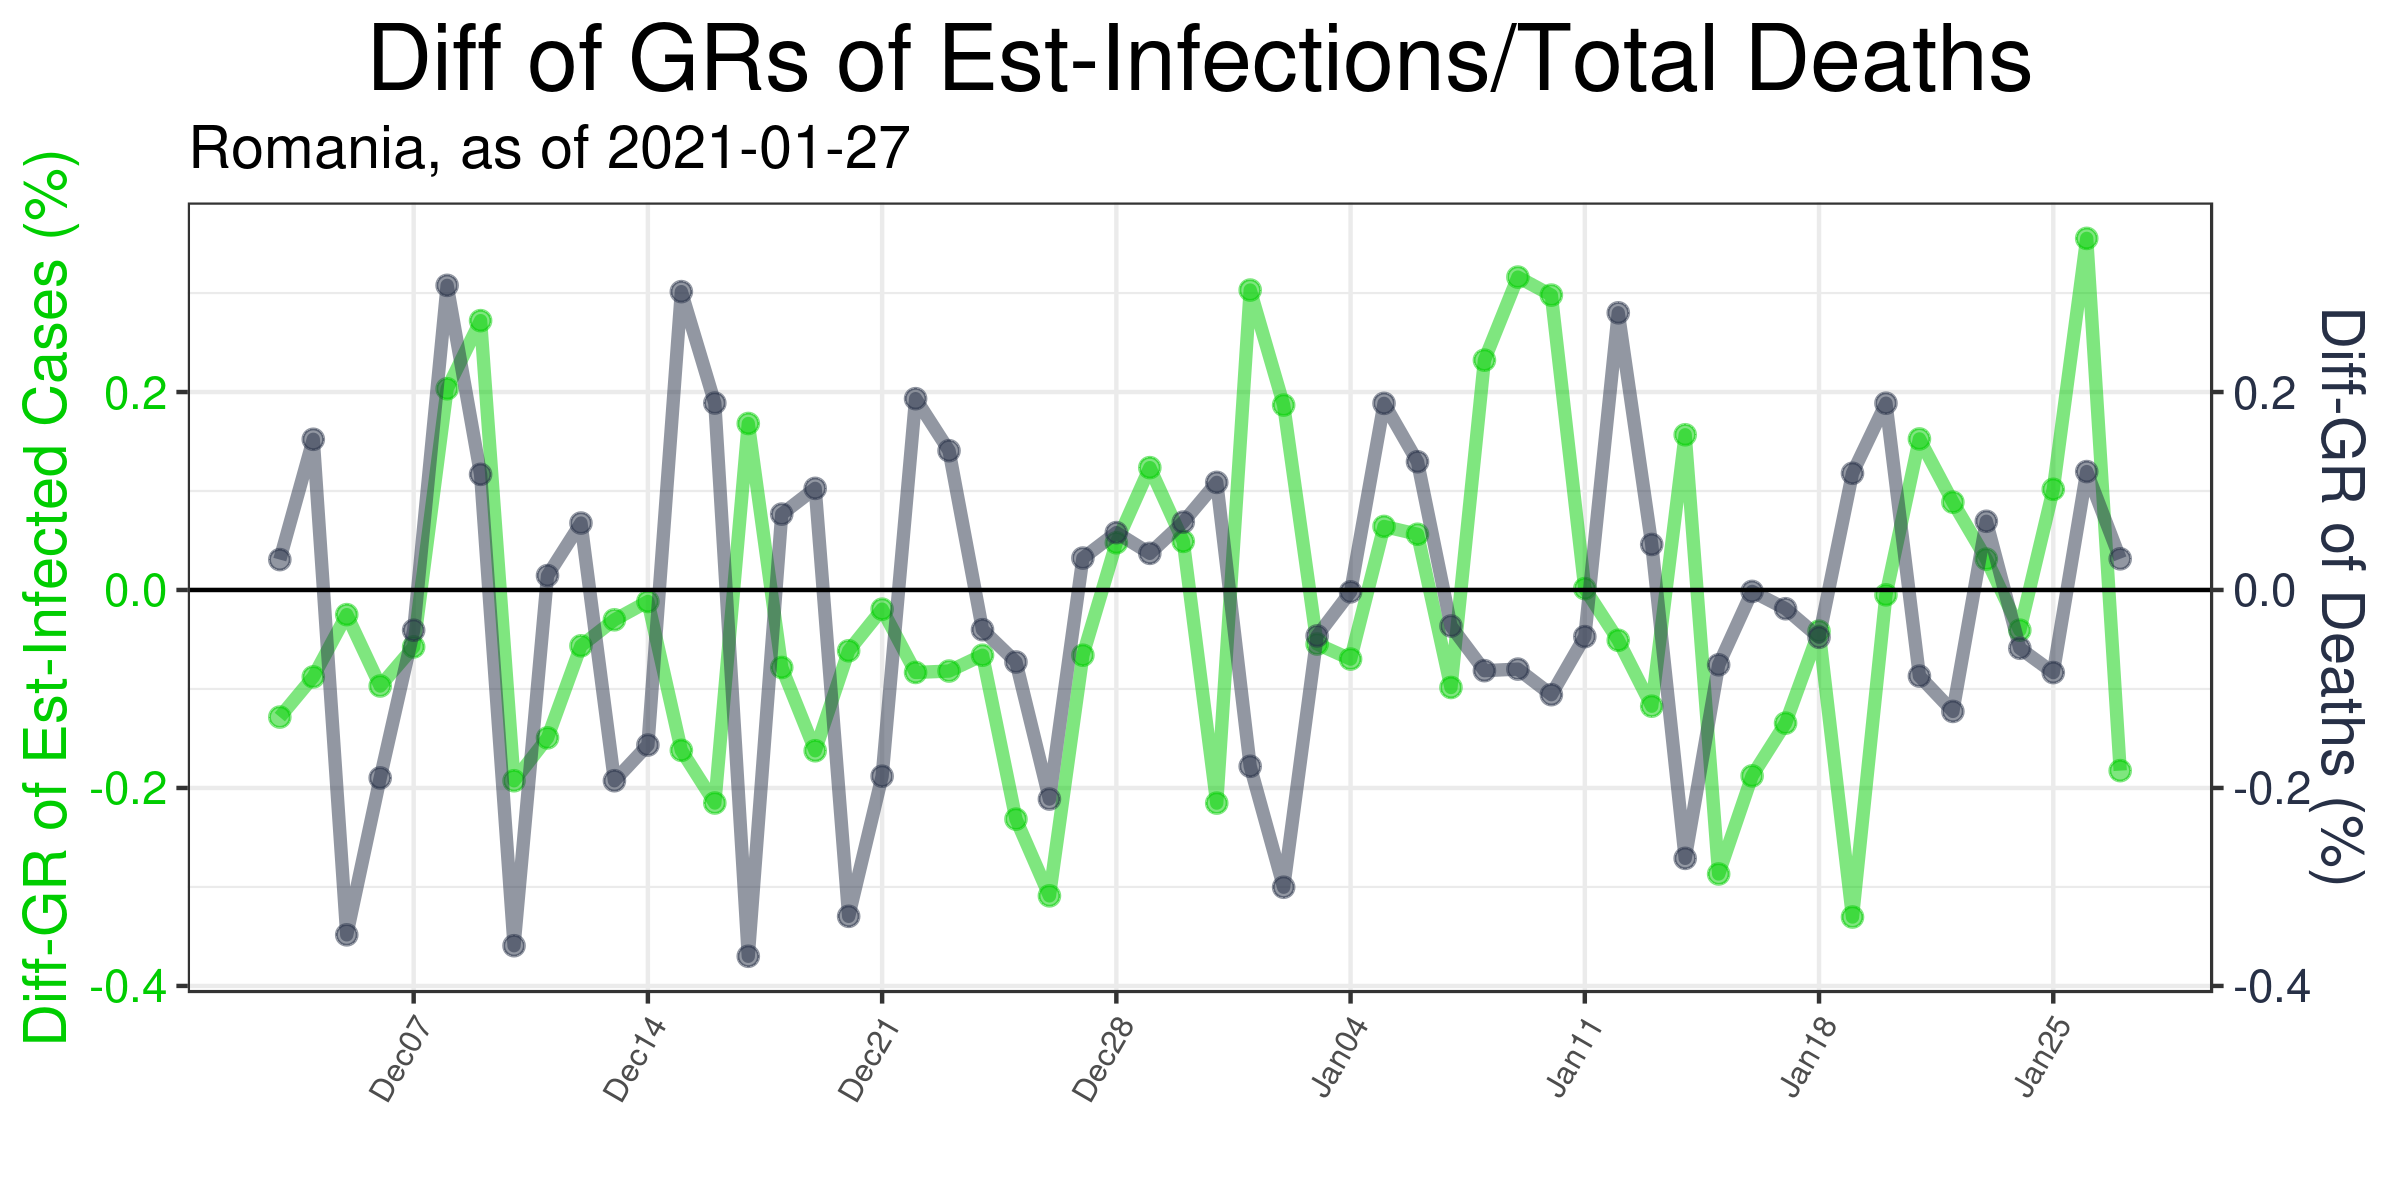 Diff of GRs of Est-Infections/Total Deaths
Romania, as of 2021-01-27
Diff-GR of Est-Infected Cases (%)
0.2
0.0
-0.2
-0.4
0.2
0.0
-0.2
-0.4
Diff-GR of Deaths (%)
Dec07
Dec14
Dec21
Dec28
Jan04
Jan11
Jan18
Jan25